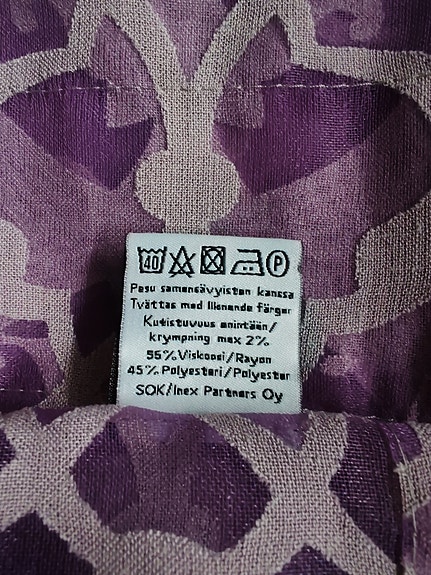 40 P
Pesu samansävyisten kanssa
Tvättas med liknande färger
Kutistuvuus enintään/
krympning max 2%
55% Viskoosi/Rayon
45% Polyesteri/Polyester
SOK/Inex Partners Oy